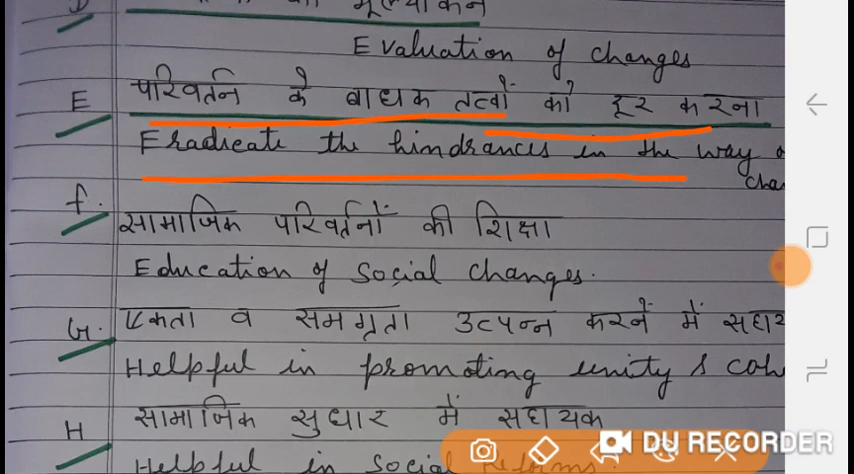 D मूल्यांकन
Evaluation of changes
E परिवर्तन के बाधक तत्वों को दूर करना
Eradicate the hindrances in the way
f. सामाजिक परिवर्तनों की शिक्षा
Education of Social Changes.
G. एकता व समग्रता उत्पन्न करनें में
Helpful in promoting unity &
H सामाजिक सुधार में सहायक
Helpful in Social Reforms.
DU RECORDER